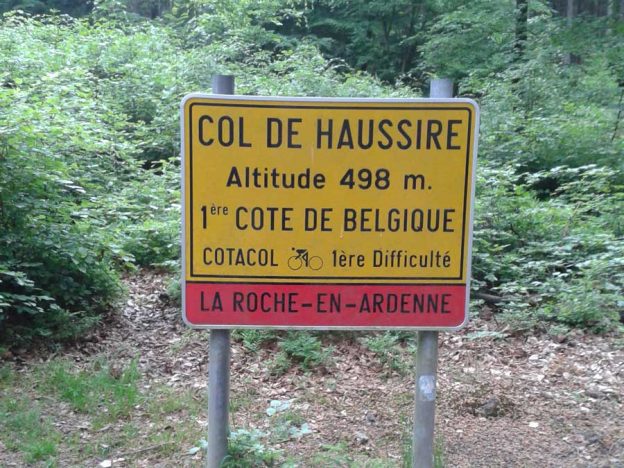 COL DE HAUSSIRE
Altitude 498 m.
1ère COTE DE BELGIQUE
COTACOL 1ère Difficulté
LA ROCHE-EN-ARDENNE